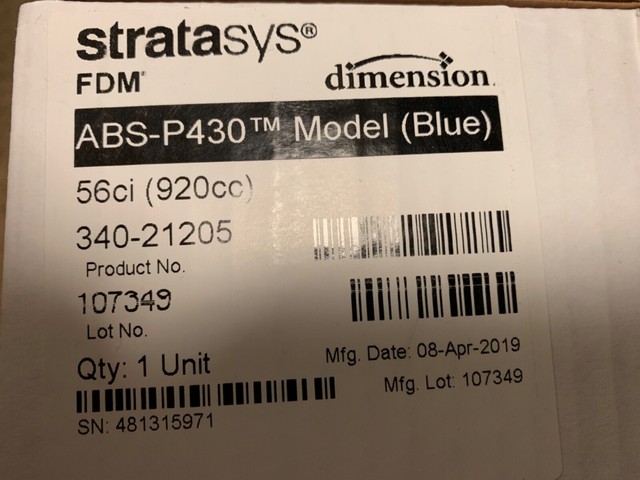 stratasys®
FDM® dimension
ABS-P430™ Model (Blue)
56ci (920cc)
340-21205
Product No.
107349
Lot No.
Qty: 1 Unit
Mfg. Date: 08-Apr-2019
Mfg. Lot: 107349
SN: 481315971